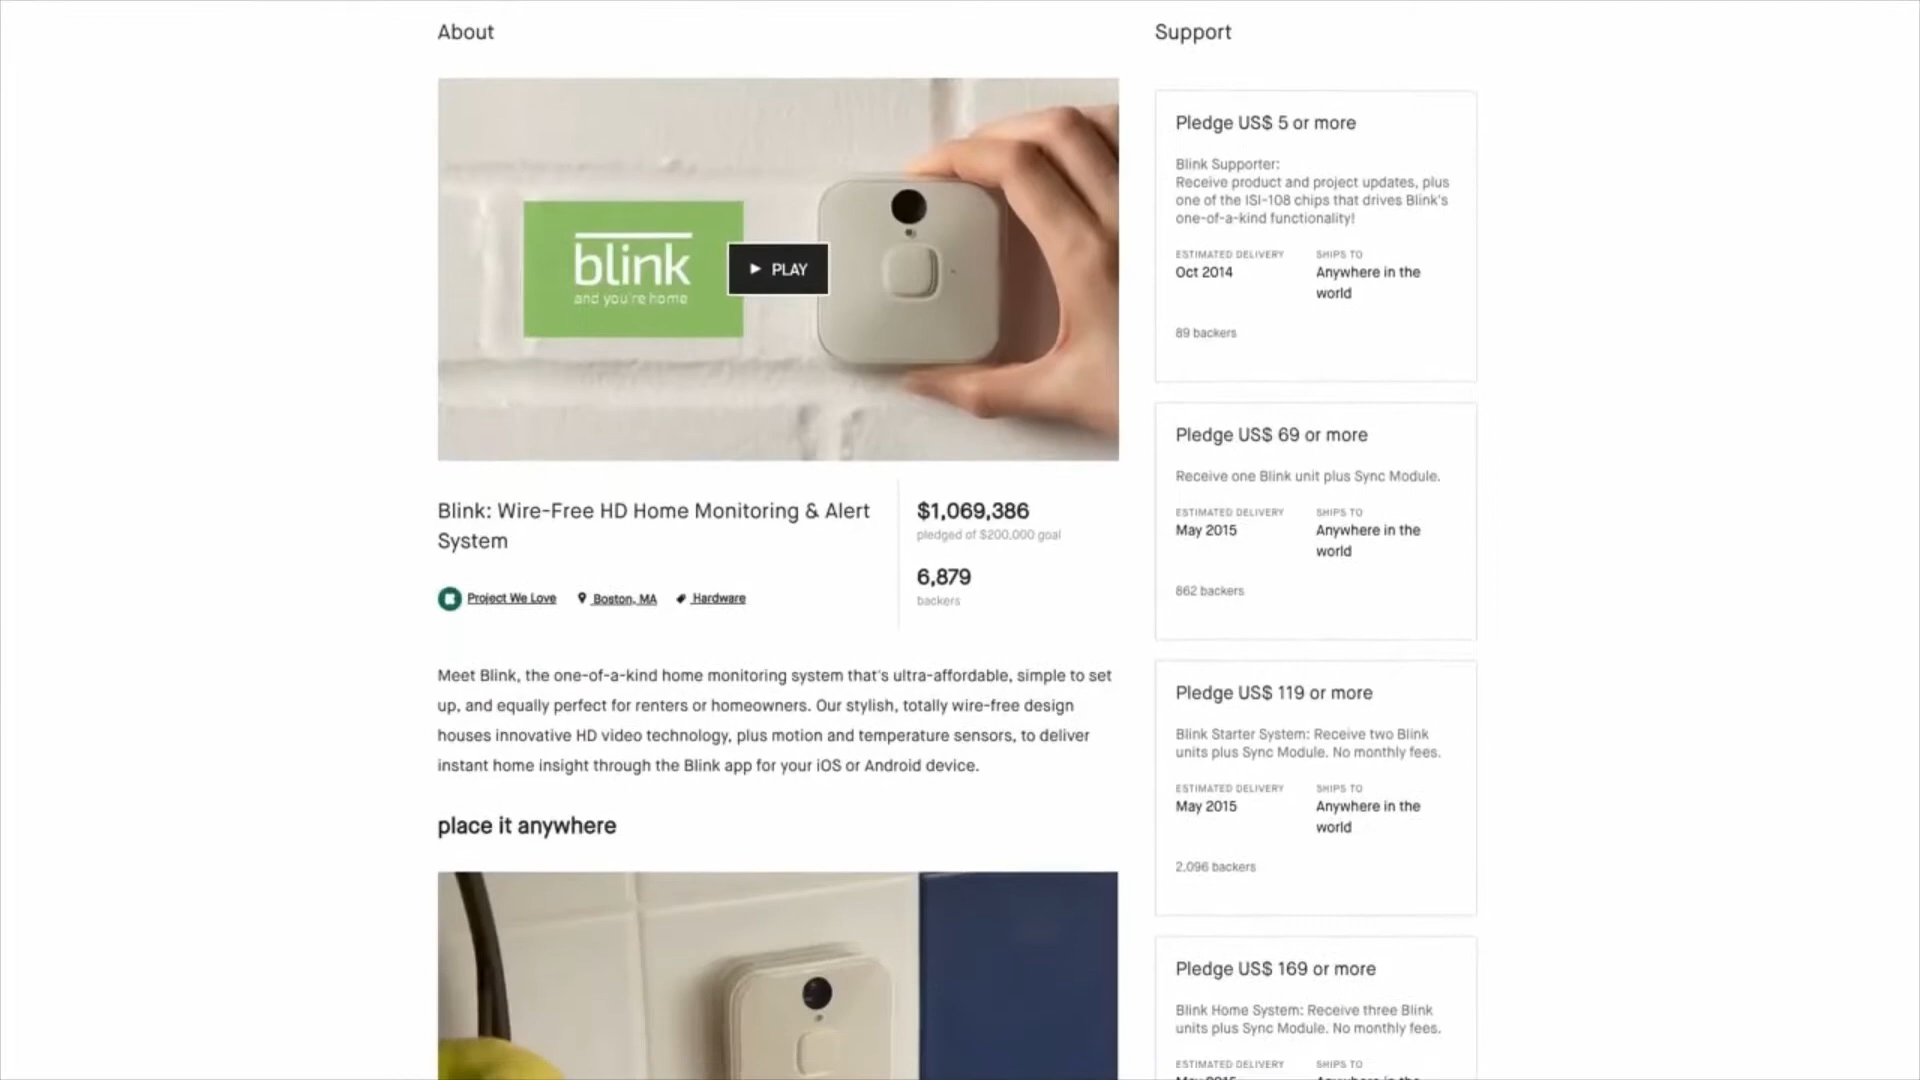 About
blink
and you're home
PLAY
Blink: Wire-Free HD Home Monitoring & Alert
System
Project We Love
Boston, MA
Hardware
$1,069,386
pledged of $200,000 goal
6,879
backers
Meet Blink, the one-of-a-kind home monitoring system that's ultra-affordable, simple to set
up, and equally perfect for renters or homeowners. Our stylish, totally wire-free design
houses innovative HD video technology, plus motion and temperature sensors, to deliver
instant home insight through the Blink app for your iOS or Android device.
place it anywhere
Support
Pledge US$ 5 or more
Blink Supporter:
Receive product and project updates, plus
one of the ISI-108 chips that drives Blink's
one-of-a-kind functionality!
ESTIMATED DELIVERY
Oct 2014
SHIPS TO
Anywhere in the
world
89 backers
Pledge US$ 69 or more
Receive one Blink unit plus Sync Module.
ESTIMATED DELIVERY
May 2015
SHIPS TO
Anywhere in the
world
862 backers
Pledge US$ 119 or more
Blink Starter System: Receive two Blink
units plus Sync Module. No monthly fees.
ESTIMATED DELIVERY
May 2015
SHIPS TO
Anywhere in the
world
2,096 backers
Pledge US$ 169 or more
Blink Home System: Receive three Blink
units plus Sync Module. No monthly fees.
ESTIMATED DELIVERY
SHIPS TO